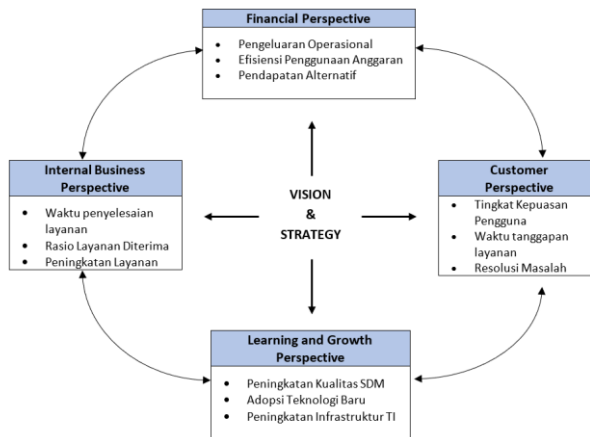 Financial Perspective
• Pengeluaran Operasional
• Efisiensi Penggunaan Anggaran
• Pendapatan Alternatif
Internal Business
Perspective
• Waktu penyelesaian
layanan
• Rasio Layanan Diterima
• Peningkatan Layanan
VISION
&
STRATEGY
Customer
Perspective
• Tingkat Kepuasan
Pengguna
• Waktu tanggapan
layanan
• Resolusi Masalah
Learning and Growth
Perspective
• Peningkatan Kualitas SDM
• Adopsi Teknologi Baru
• Peningkatan Infrastruktur TI